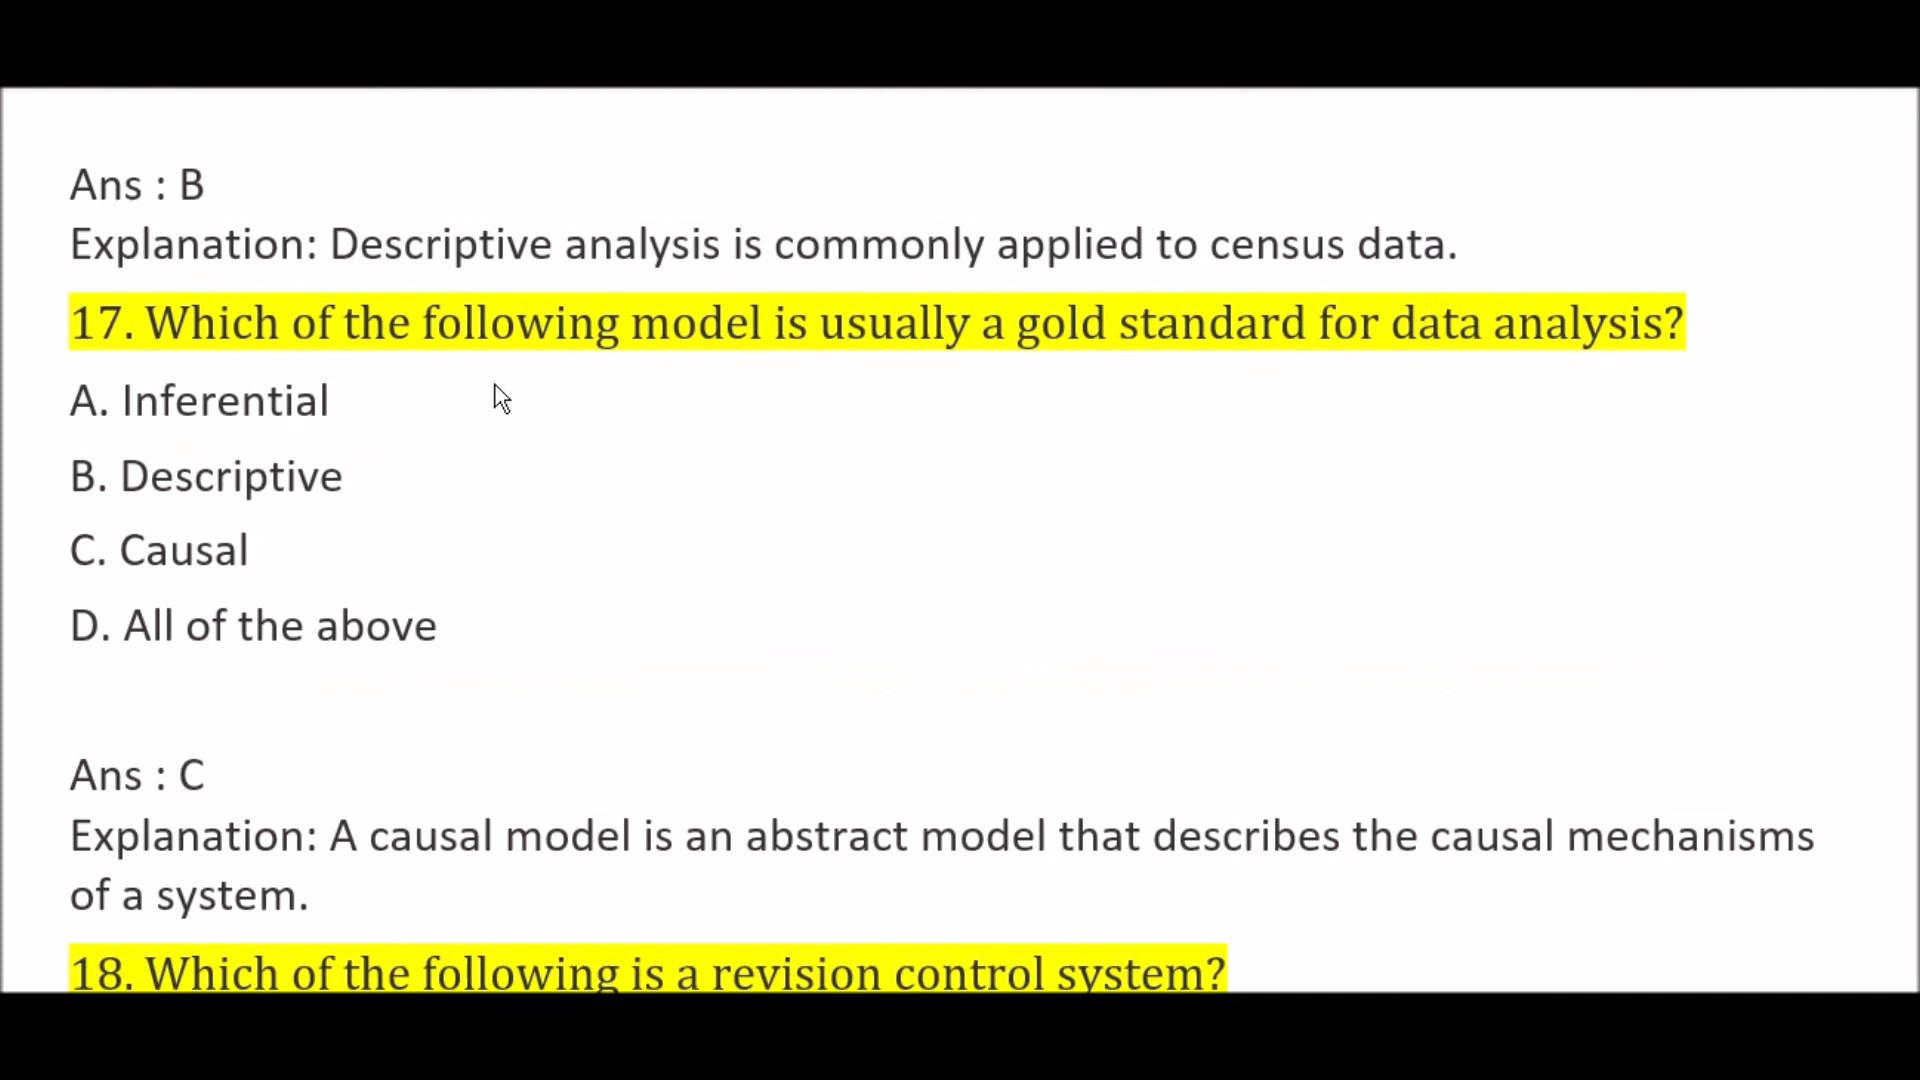 Ans : B
Explanation: Descriptive analysis is commonly applied to census data.
17. Which of the following model is usually a gold standard for data analysis?
A. Inferential
B. Descriptive
C. Causal
D. All of the above
Ans : C
Explanation: A causal model is an abstract model that describes the causal mechanisms
of a system.
18. Which of the following is a revision control system?